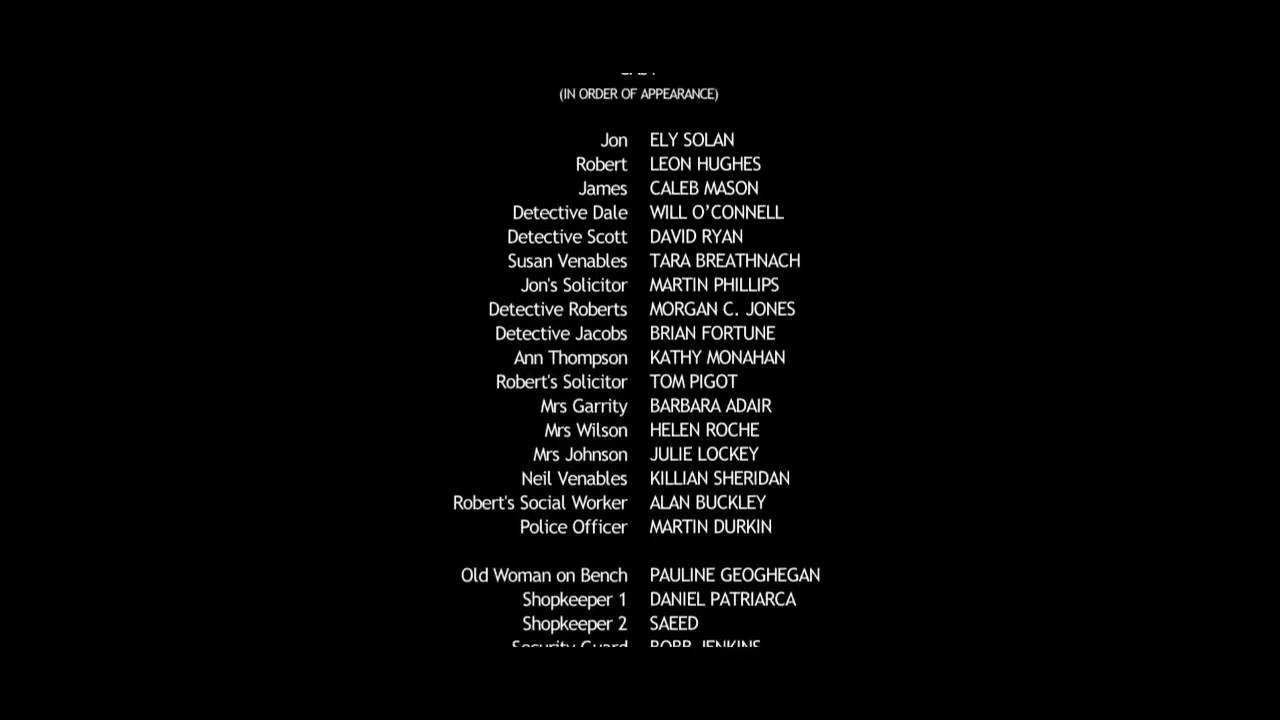 (IN ORDER OF APPEARANCE)
Jon ELY SOLAN
Robert LEON HUGHES
James CALEB MASON
Detective Dale WILL O’CONNELL
Detective Scott DAVID RYAN
Susan Venables TARA BREATHNACH
Jon's Solicitor MARTIN PHILLIPS
Detective Roberts MORGAN C. JONES
Detective Jacobs BRIAN FORTUNE
Ann Thompson KATHY MONAHAN
Robert's Solicitor TOM PIGOT
Mrs Garrity BARBARA ADAIR
Mrs Wilson HELEN ROCHE
Mrs Johnson JULIE LOCKEY
Neil Venables KILLIAN SHERIDAN
Robert's Social Worker ALAN BUCKLEY
Police Officer MARTIN DURKIN
Old Woman on Bench PAULINE GEOGHEGAN
Shopkeeper 1 DANIEL PATRIARCA
Shopkeeper 2 SAEED
Security Guard ROBB JENKINS